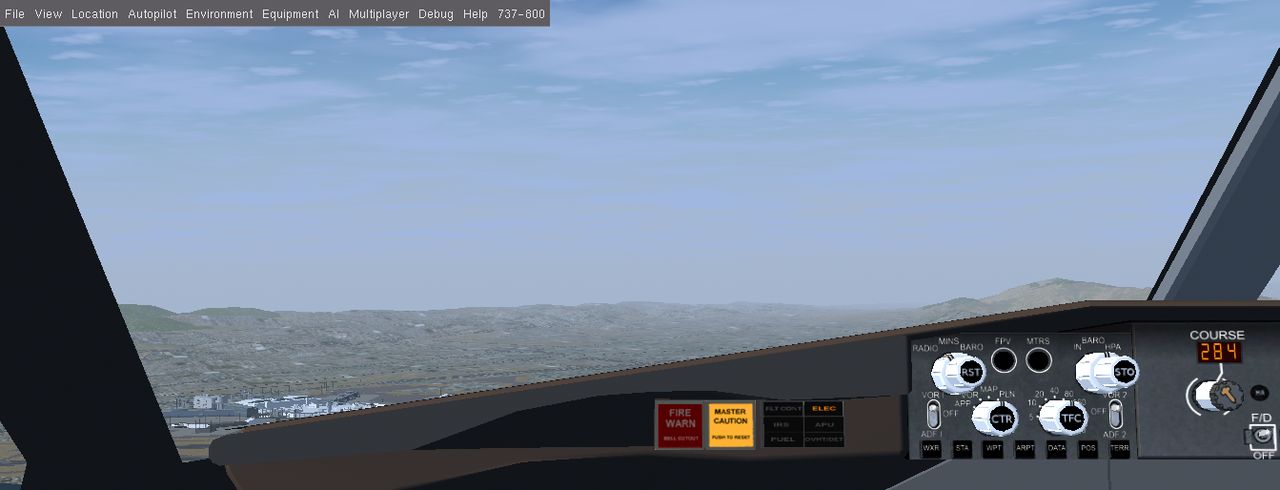 File View Location Autopilot Environment Equipment AI Multiplayer Debug Help 737-800
COURSE
284
MINS
RADIO BARO
FPV
MTRS
BARO
IN HPA
RST
STO
VOR 1
OFF
ADF 1
MAP
APP
PLN
CTR
10 20 40 80
5
TFC
VOR 2
OFF
ADF 2
F/D
OFF
WXR STA WPT ARPT DATA POS TERR
FIRE
WARN
BELL CUTOUT
MASTER
CAUTION
PUSH TO RESET
FLT CONT ELEC
IRS APU
FUEL OVHT/DET